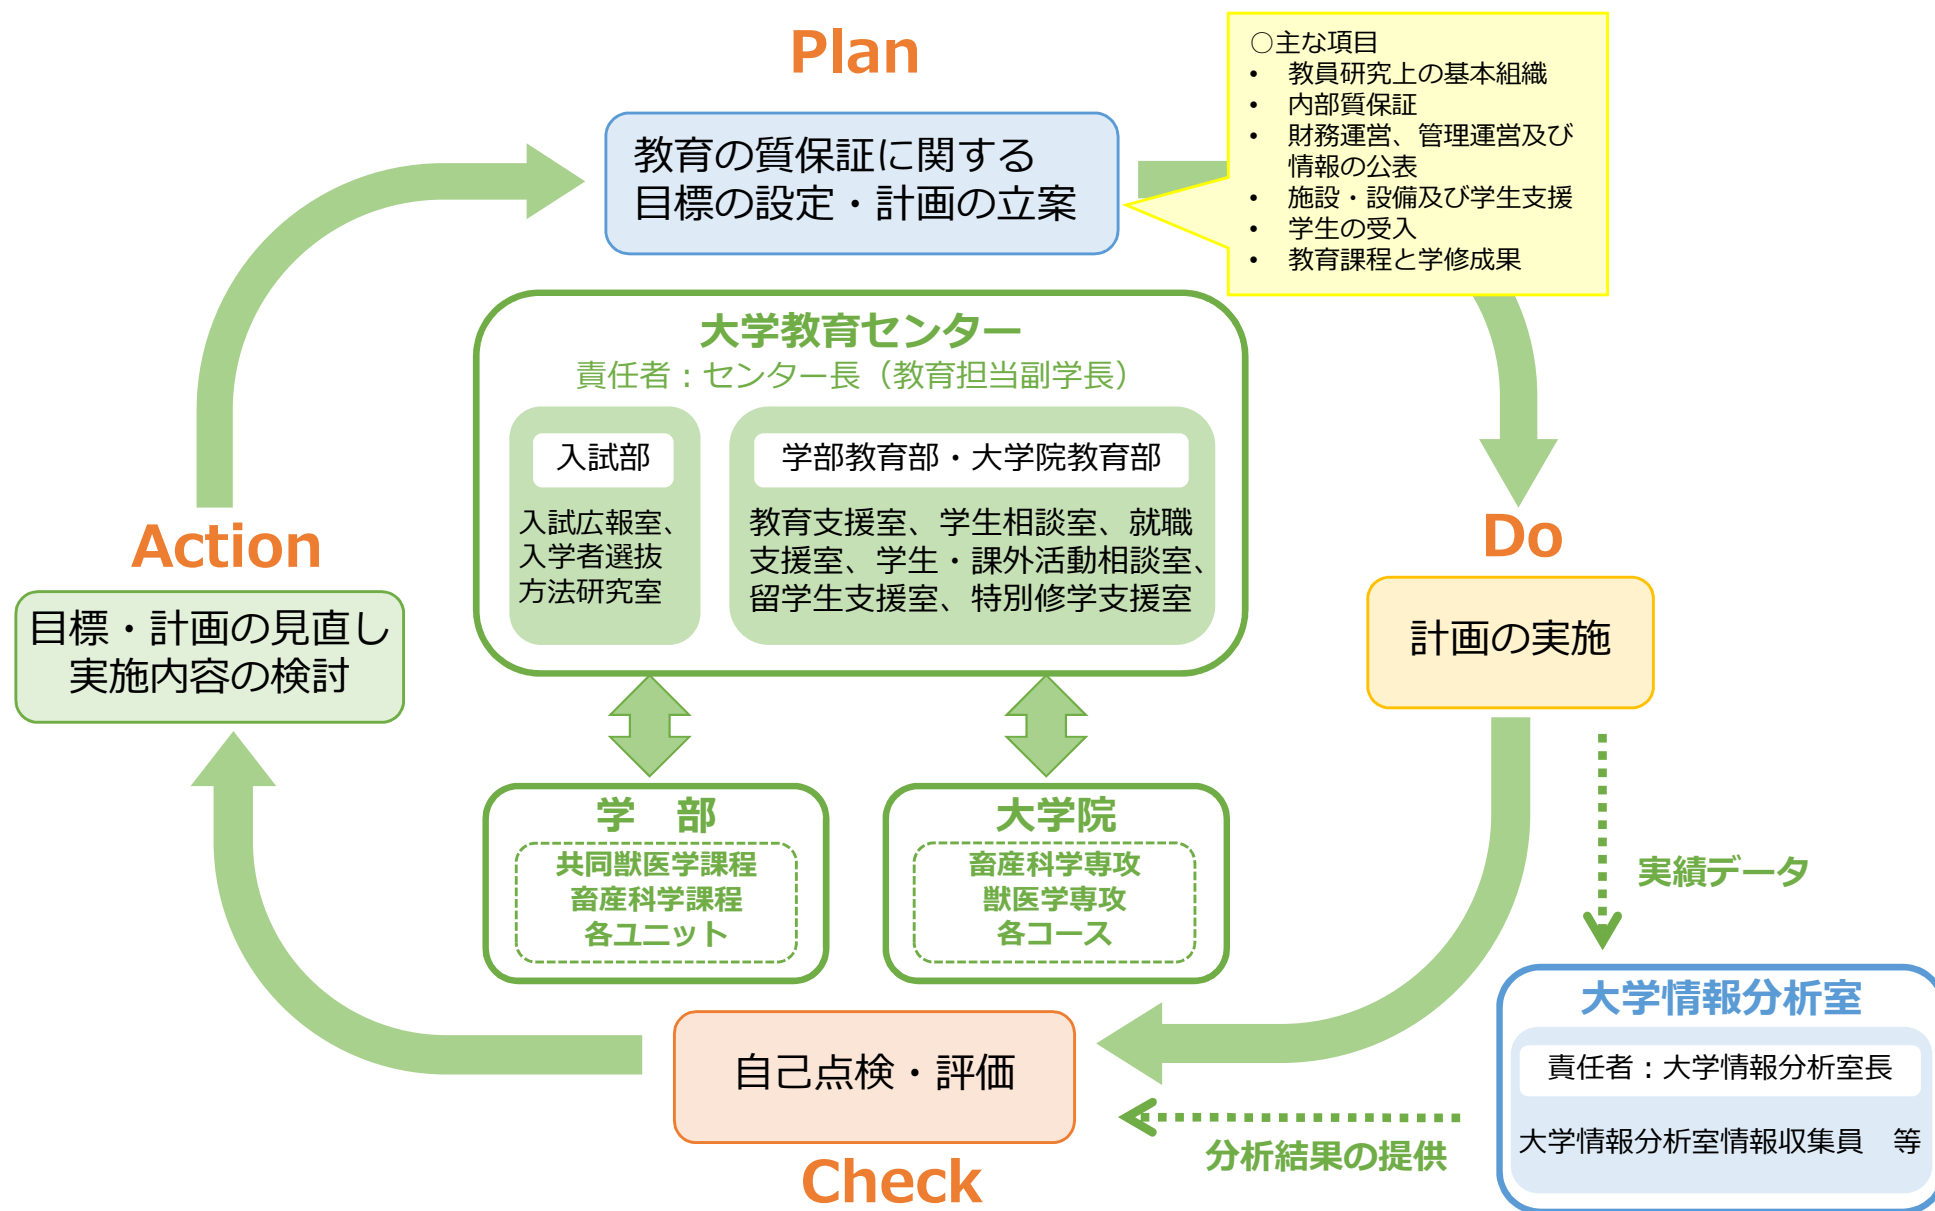 Plan
○主な項目
• 教員研究上の基本組織
• 内部質保証
• 財務運営、管理運営及び
情報の公表
• 施設・設備及び学生支援
• 学生の受入
• 教育課程と学修成果
教育の質保証に関する
目標の設定・計画の立案
大学教育センター
責任者：センター長（教育担当副学長）
入試部
入試広報室、
入学者選抜
方法研究室
学部教育部・大学院教育部
教育支援室、学生相談室、就職
支援室、学生・課外活動相談室、
留学生支援室、特別修学支援室
Action
目標・計画の見直し
実施内容の検討
Do
計画の実施
学　部
共同獣医学課程
畜産科学課程
各ユニット
大学院
畜産科学専攻
獣医学専攻
各コース
実績データ
大学情報分析室
責任者：大学情報分析室長
大学情報分析室情報収集員　等
自己点検・評価
分析結果の提供
Check